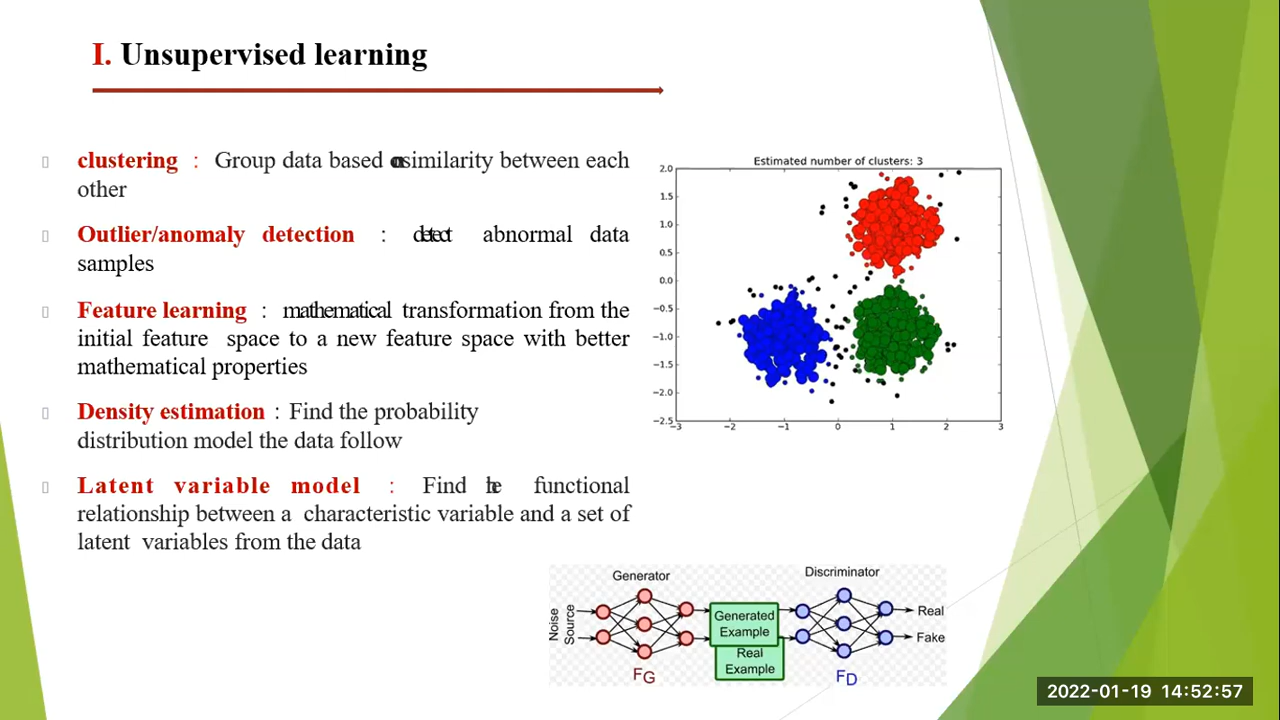 I. Unsupervised learning
clustering : Group data based on similarity between each
other
Outlier/anomaly detection : detect abnormal data
samples
Feature learning : mathematical transformation from the
initial feature space to a new feature space with better
mathematical properties
Density estimation : Find the probability
distribution model the data follow
Latent variable model : Find the functional
relationship between a characteristic variable and a set of
latent variables from the data
Estimated number of clusters: 3
2.0
1.5
1.0
0.5
0.0
−0.5
−1.0
−1.5
−2.0
−2.5
−3 −2 −1 0 1 2 3
Generator
Discriminator
Noise
Source
Generated
Example
Real
Example
Real
Fake
FG
FD
2022-01-19 14:52:57